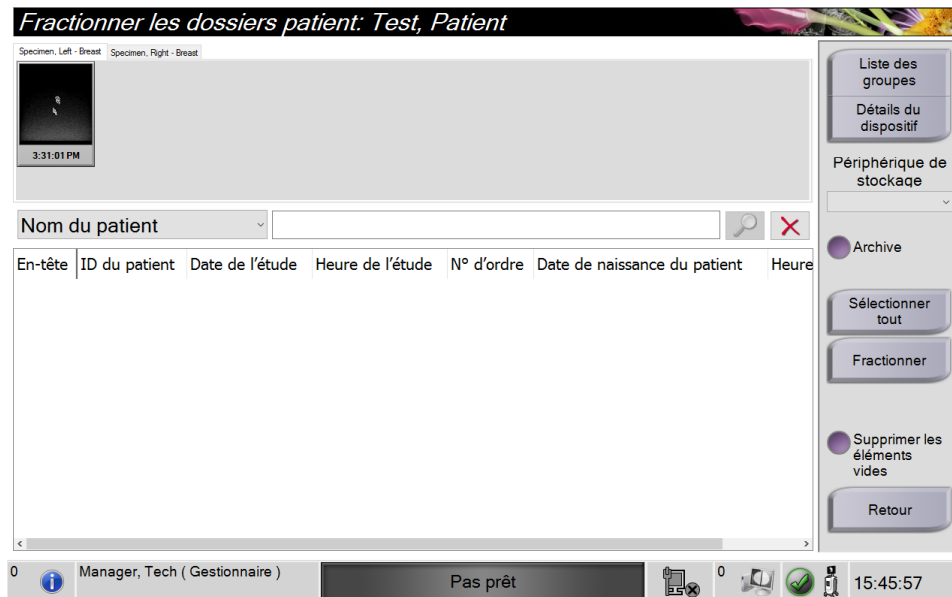 Fractionner les dossiers patient: Test, Patient
Specimen, Left - Breast
Specimen, Right - Breast
3:31:01 PM
Nom du patient
En-tête
ID du patient
Date de l'étude
Heure de l'étude
N° d'ordre
Date de naissance du patient
Heure
Liste des
groupes
Détails du
dispositif
Périphérique de
stockage
Archive
Sélectionner
tout
Fractionner
Supprimer les
éléments
vides
Retour
0
Manager, Tech ( Gestionnaire )
Pas prêt
0
15:45:57